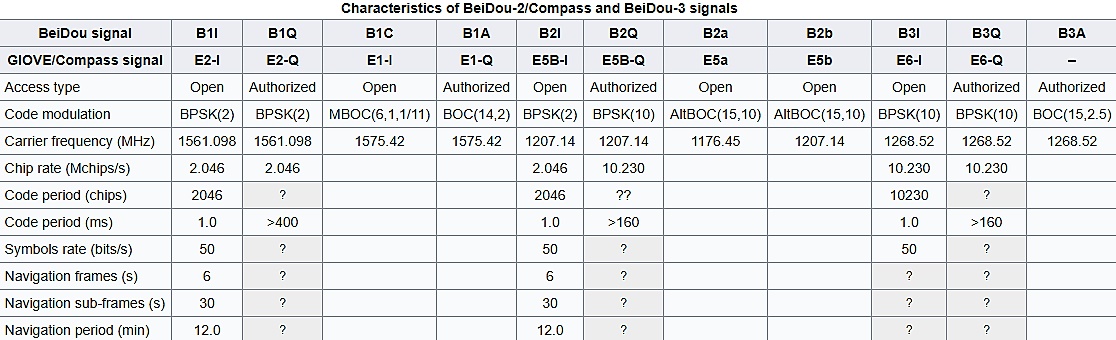 Characteristics of BeiDou-2/Compass and BeiDou-3 signals
BeiDou signal B1I B1Q B1C B1A B2I B2Q B2a B2b B3I B3Q B3A
GIOVE/Compass signal E2-I E2-Q E1-I E1-Q E5B-I E5B-Q E5a E5b E6-I E6-Q –
Access type Open Authorized Open Authorized Open Authorized Open Open Open Authorized Authorized
Code modulation BPSK(2) BPSK(2) MBOC(6,1,1/11) BOC(14,2) BPSK(2) BPSK(10) AltBOC(15,10) AltBOC(15,10) BPSK(10) BPSK(10) BOC(15,2.5)
Carrier frequency (MHz) 1561.098 1561.098 1575.42 1575.42 1207.14 1207.14 1176.45 1207.14 1268.52 1268.52 1268.52
Chip rate (Mchips/s) 2.046 2.046 2.046 10.230 10.230 10.230
Code period (chips) 2046 ? 2046 ?? 10230 ?
Code period (ms) 1.0 >400 1.0 >160 1.0 >160
Symbols rate (bits/s) 50 ? 50 ? 50 ?
Navigation frames (s) 6 ? 6 ? ? ?
Navigation sub-frames (s) 30 ? 30 ? ? ?
Navigation period (min) 12.0 ? 12.0 ? ? ?